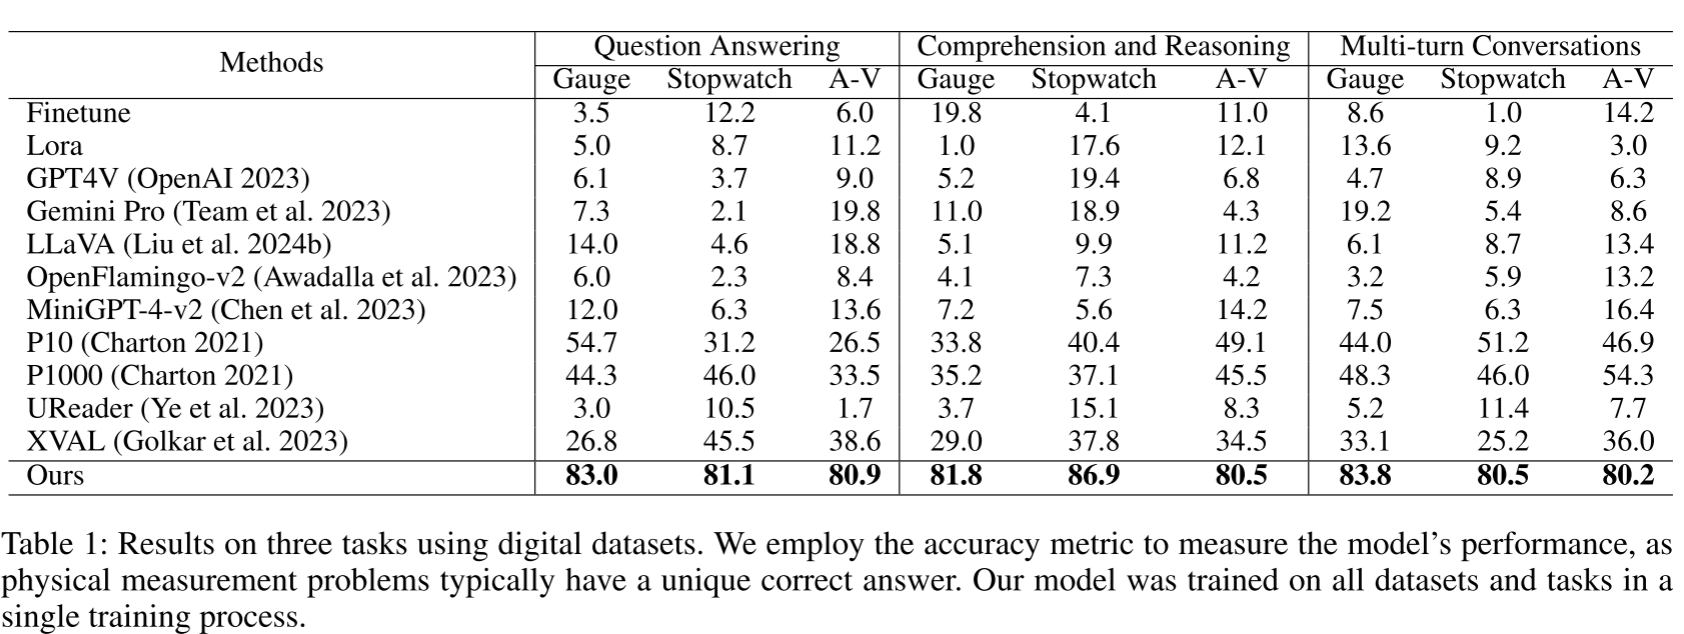 Methods Question Answering Comprehension and Reasoning Multi-turn Conversations
Gauge Stopwatch A-V Gauge Stopwatch A-V Gauge Stopwatch A-V
Finetune 3.5 12.2 6.0 19.8 4.1 11.0 8.6 1.0 14.2
Lora 5.0 8.7 11.2 1.0 17.6 12.1 13.6 9.2 3.0
GPT4V (OpenAI 2023) 6.1 3.7 9.0 5.2 19.4 6.8 4.7 8.9 6.3
Gemini Pro (Team et al. 2023) 7.3 2.1 19.8 11.0 18.9 4.3 19.2 5.4 8.6
LLaVA (Liu et al. 2024b) 14.0 4.6 18.8 5.1 9.9 11.2 6.1 8.7 13.4
OpenFlamingo-v2 (Awadalla et al. 2023) 6.0 2.3 8.4 4.1 7.3 4.2 3.2 5.9 13.2
MiniGPT-4-v2 (Chen et al. 2023) 12.0 6.3 13.6 7.2 5.6 14.2 7.5 6.3 16.4
P10 (Charton 2021) 54.7 31.2 26.5 33.8 40.4 49.1 44.0 51.2 46.9
P1000 (Charton 2021) 44.3 46.0 33.5 35.2 37.1 45.5 48.3 46.0 54.3
UReader (Ye et al. 2023) 3.0 10.5 1.7 3.7 15.1 8.3 5.2 11.4 7.7
XVAL (Golkar et al. 2023) 26.8 45.5 38.6 29.0 37.8 34.5 33.1 25.2 36.0
Ours 83.0 81.1 80.9 81.8 86.9 80.5 83.8 80.5 80.2
Table 1: Results on three tasks using digital datasets. We employ the accuracy metric to measure the model's performance, as
physical measurement problems typically have a unique correct answer. Our model was trained on all datasets and tasks in a
single training process.